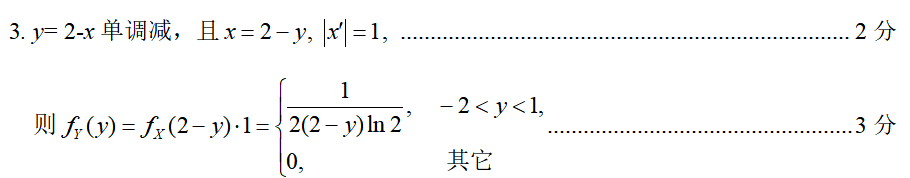 3. y= 2-x 单调减，且 x = 2 − y, |x′| = 1, ........................................................................... 2 分
则 f_Y(y) = f_X(2 − y)·1 = { 1/(2(2 − y)ln 2), −2 < y < 1, ................................................... 3 分
0, 其它